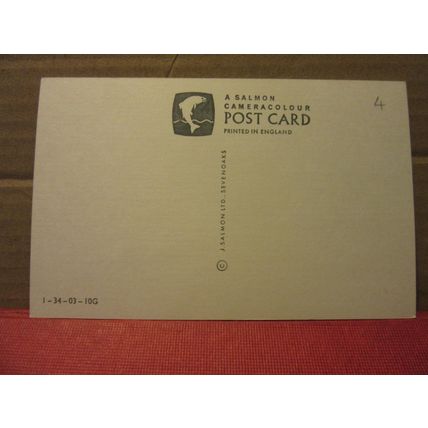 A SALMON
CAMERACOLOUR
POST CARD
PRINTED IN ENGLAND
4
© J. SALMON LTD., SEVENOAKS
1-34-03-10G